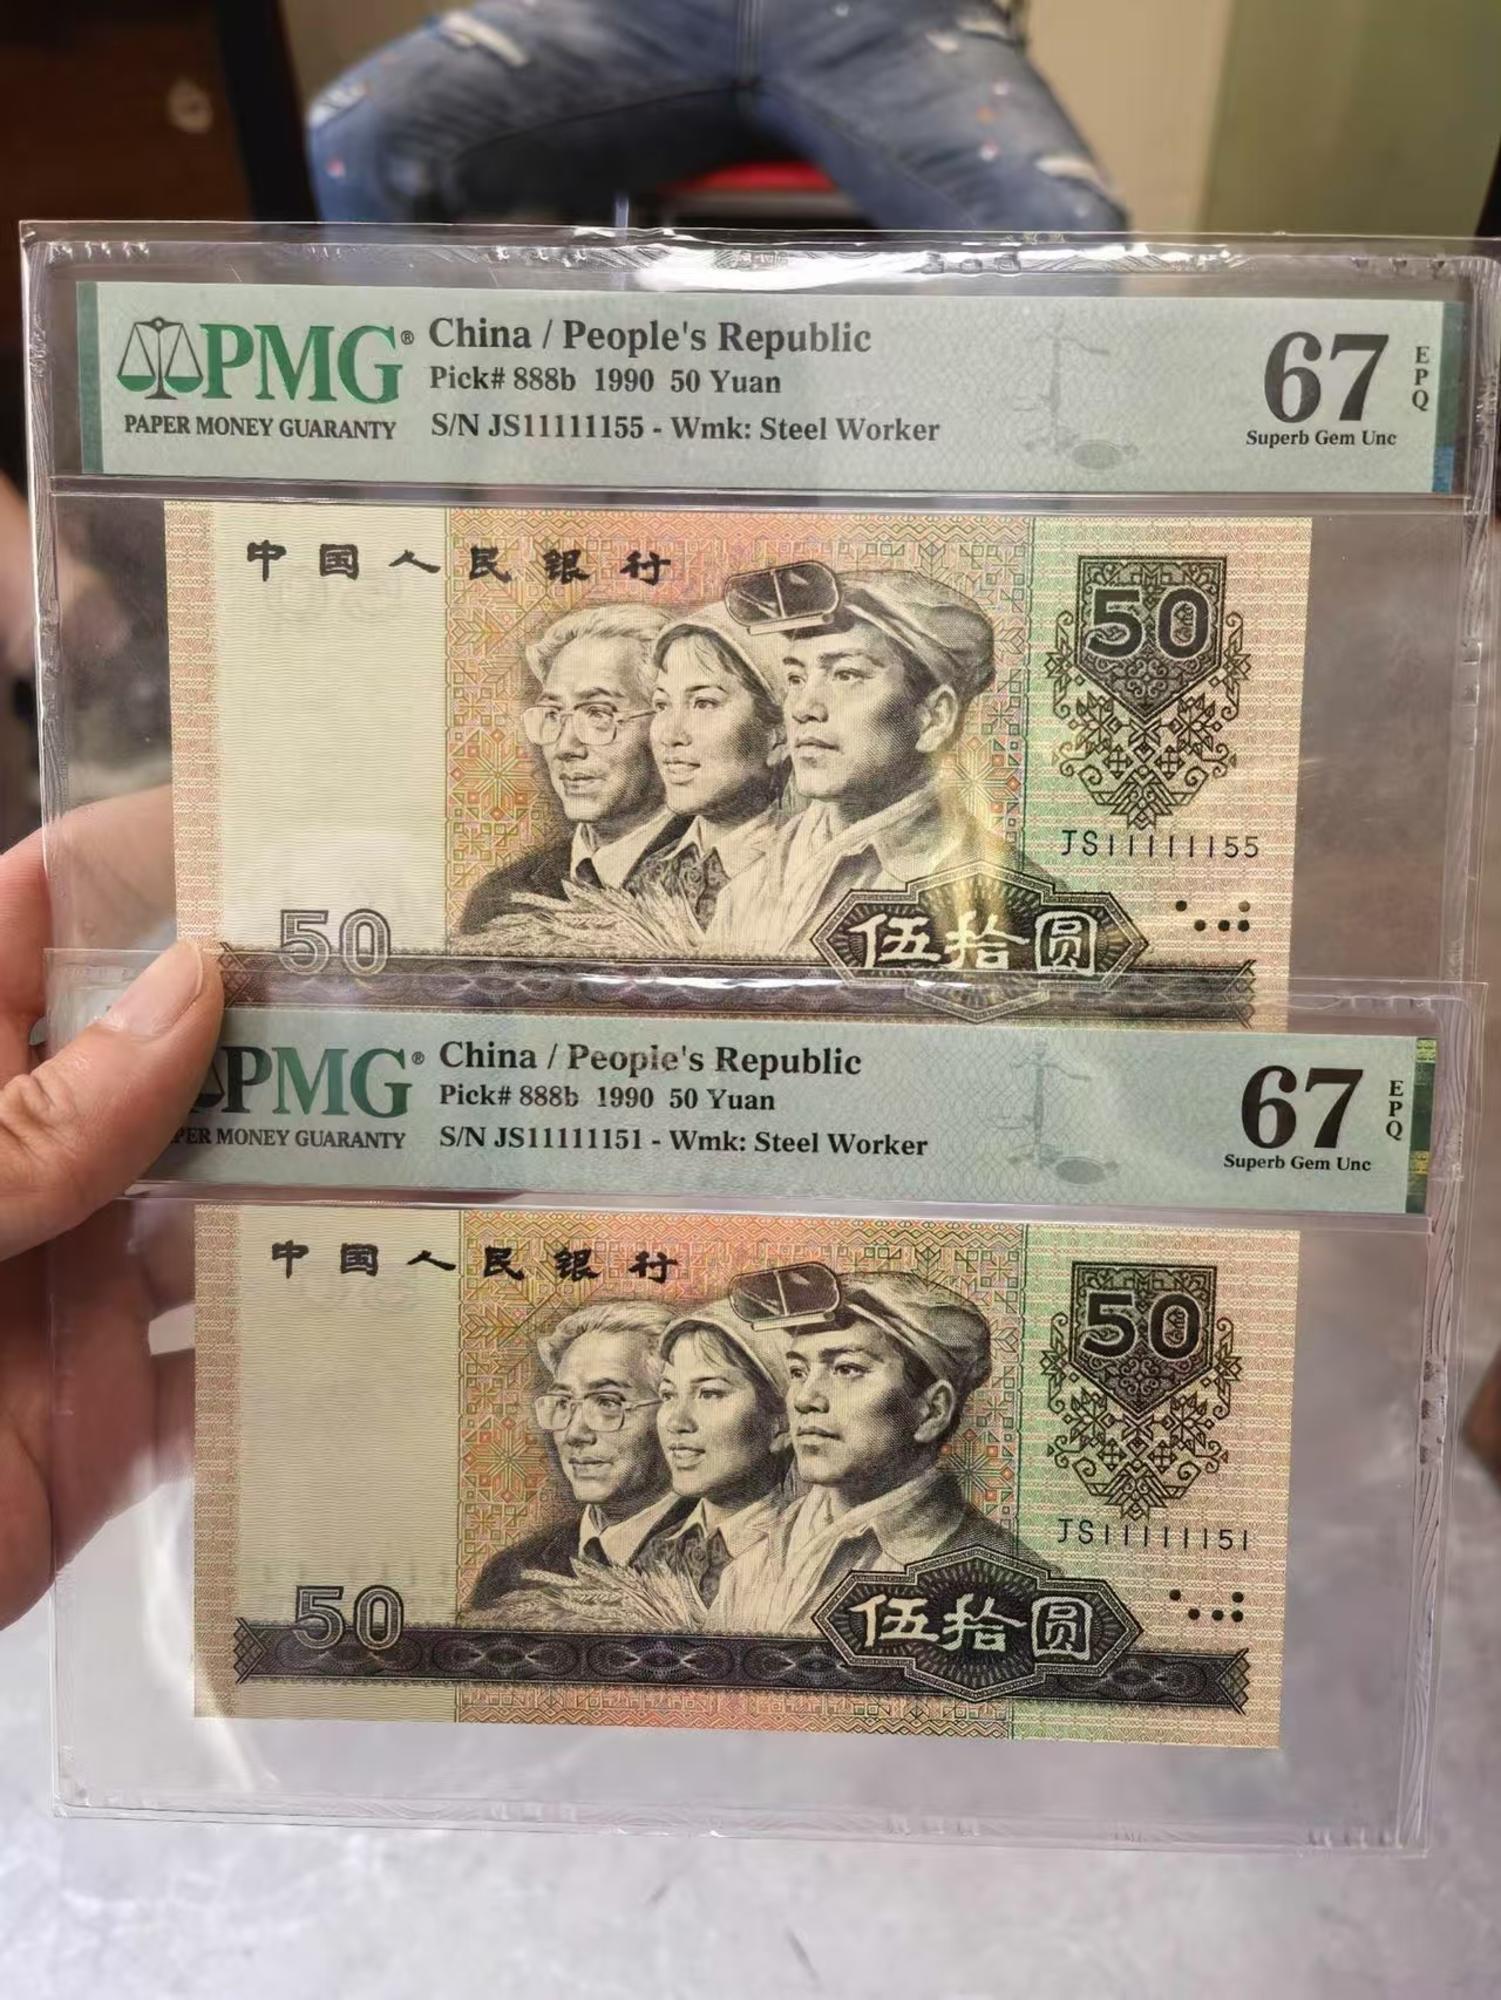 PMG®
PAPER MONEY GUARANTY
China / People's Republic
Pick# 888b 1990 50 Yuan
S/N JS11111155 - Wmk: Steel Worker
67
EPQ
Superb Gem Unc
中国人民银行
50
JS11111155
50
伍拾圆
PMG®
PER MONEY GUARANTY
China / People's Republic
Pick# 888b 1990 50 Yuan
S/N JS11111151 - Wmk: Steel Worker
67
EPQ
Superb Gem Unc
中国人民银行
50
JS11111151
50
伍拾圆